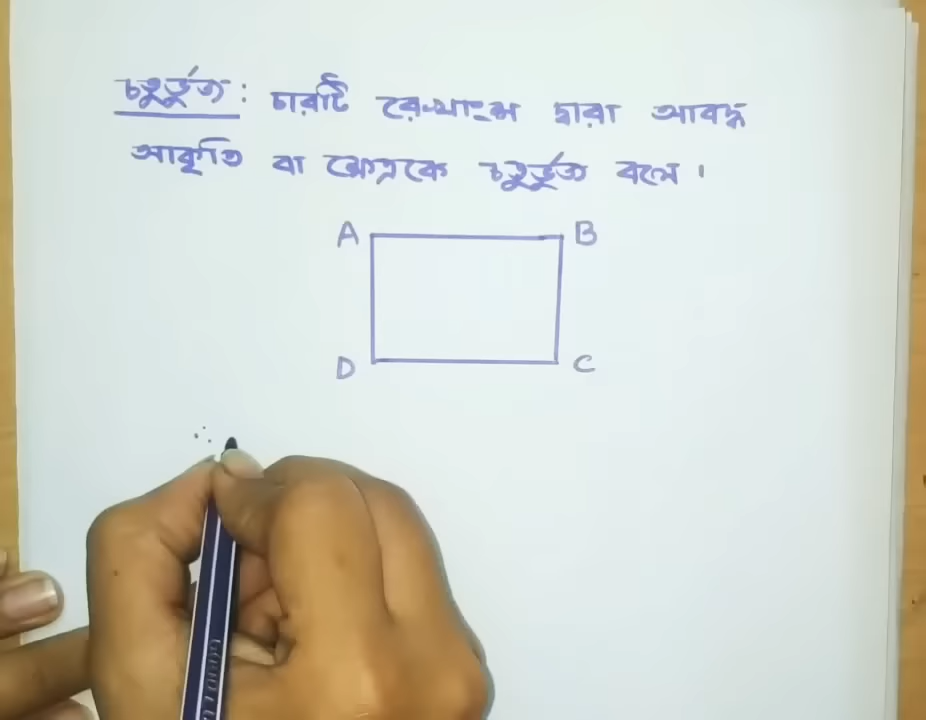 চতুর্ভুজ : চারটি রেখাংশ দ্বারা আবদ্ধ
আকৃতি বা ক্ষেত্রকে চতুর্ভুজ বলে ।
A B
D C
∴